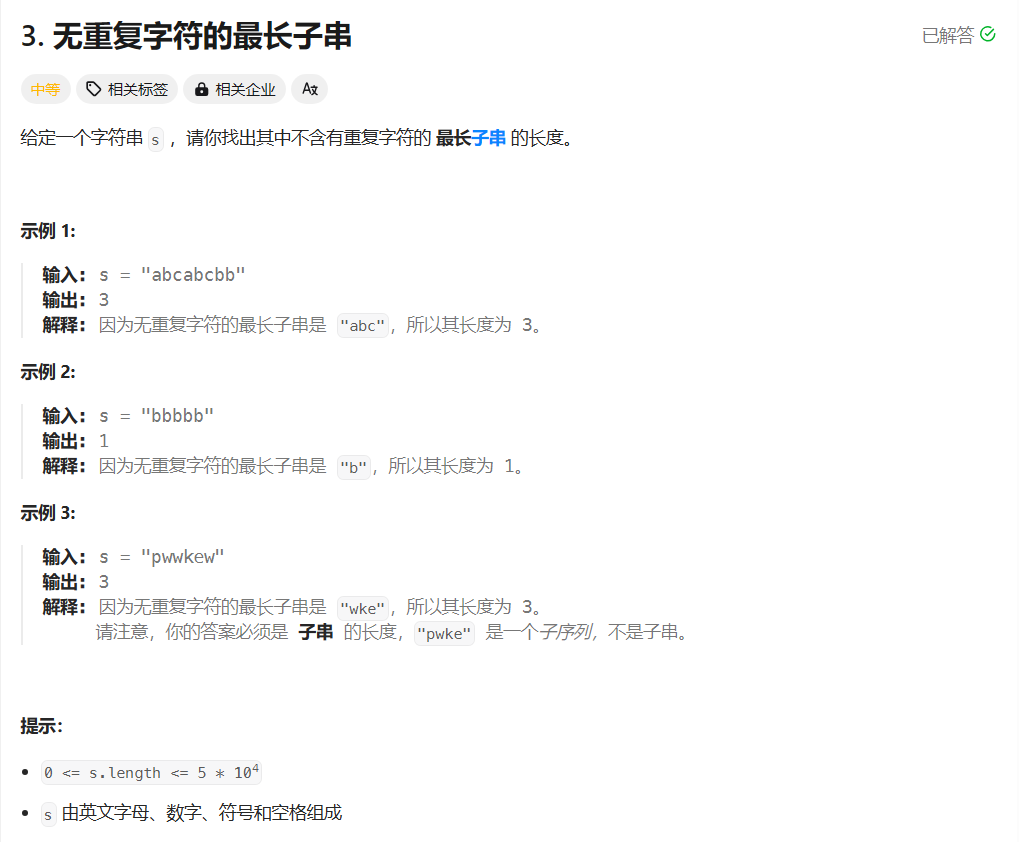 3. 无重复字符的最长子串
已解答
中等 相关标签 相关企业 Ax
给定一个字符串 s ，请你找出其中不含有重复字符的 最长子串 的长度。
示例 1:
输入: s = "abcabcbb"
输出: 3
解释: 因为无重复字符的最长子串是 "abc"，所以其长度为 3。
示例 2:
输入: s = "bbbbb"
输出: 1
解释: 因为无重复字符的最长子串是 "b"，所以其长度为 1。
示例 3:
输入: s = "pwwkew"
输出: 3
解释: 因为无重复字符的最长子串是 "wke"，所以其长度为 3。
请注意，你的答案必须是 子串 的长度，"pwke" 是一个子序列，不是子串。
提示:
• 0 <= s.length <= 5 * 10⁴
• s 由英文字母、数字、符号和空格组成